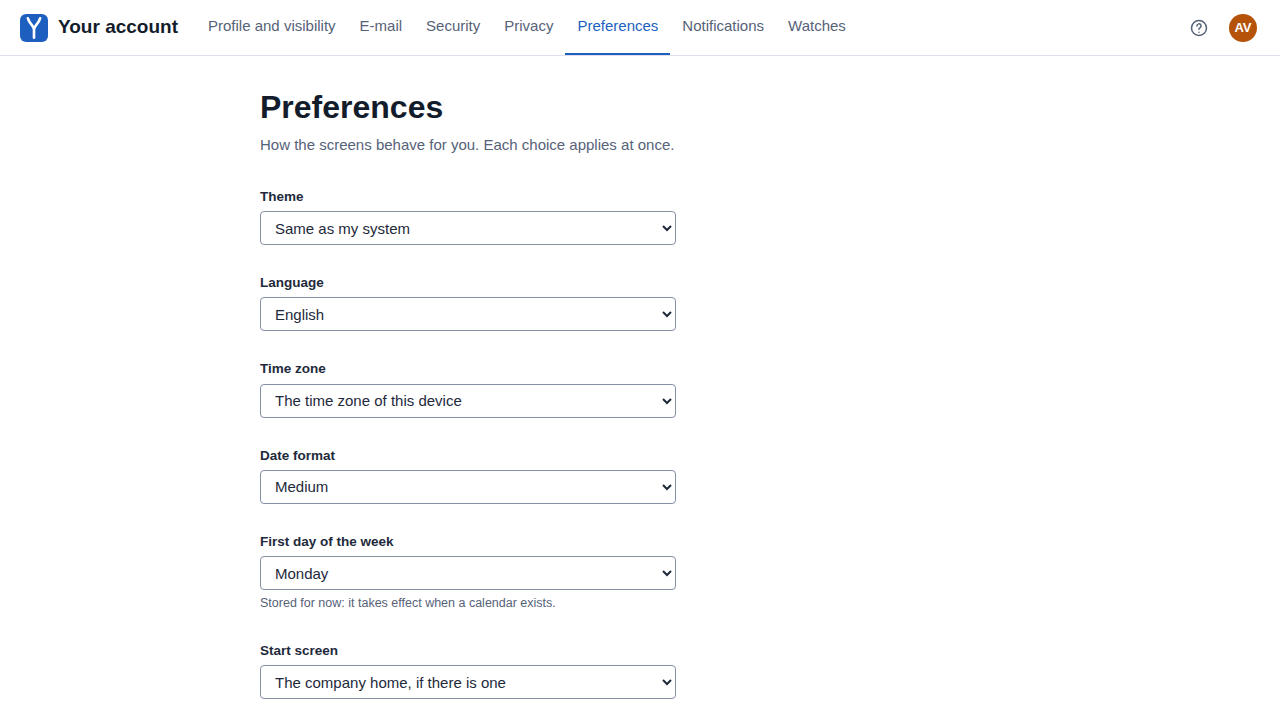 Your account
Profile and visibility
E-mail
Security
Privacy
Preferences
Notifications
Watches
AV
Preferences
How the screens behave for you. Each choice applies at once.
Theme
Same as my system
Language
English
Time zone
The time zone of this device
Date format
Medium
First day of the week
Monday
Stored for now: it takes effect when a calendar exists.
Start screen
The company home, if there is one